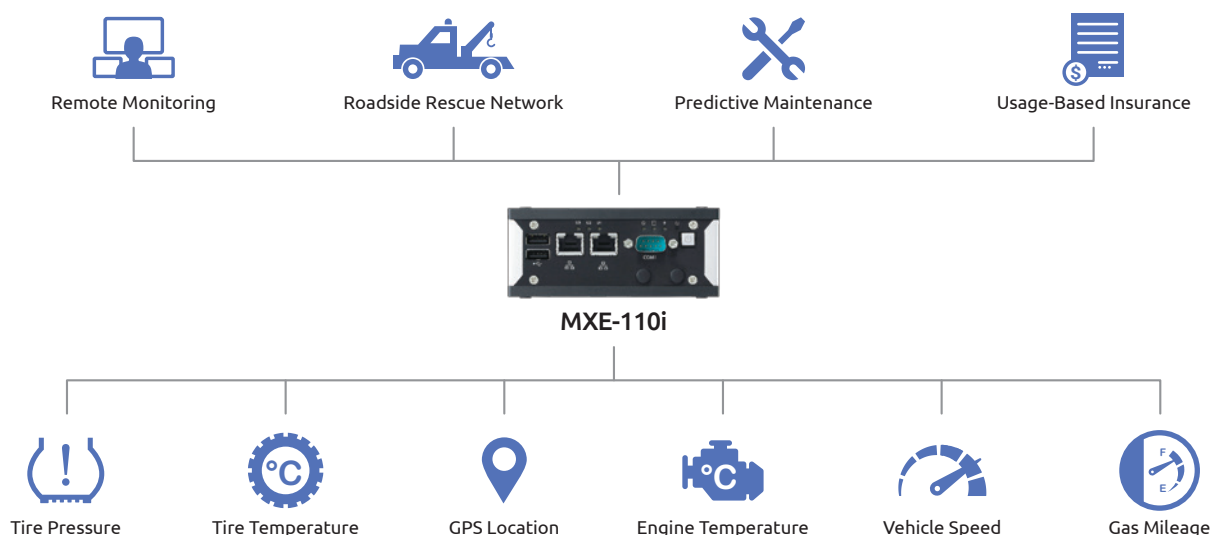 Remote Monitoring
Roadside Rescue Network
Predictive Maintenance
$
Usage-Based Insurance
COM1
MXE-110i
!
°C
°C
F
E
Tire Pressure
Tire Temperature
GPS Location
Engine Temperature
Vehicle Speed
Gas Mileage